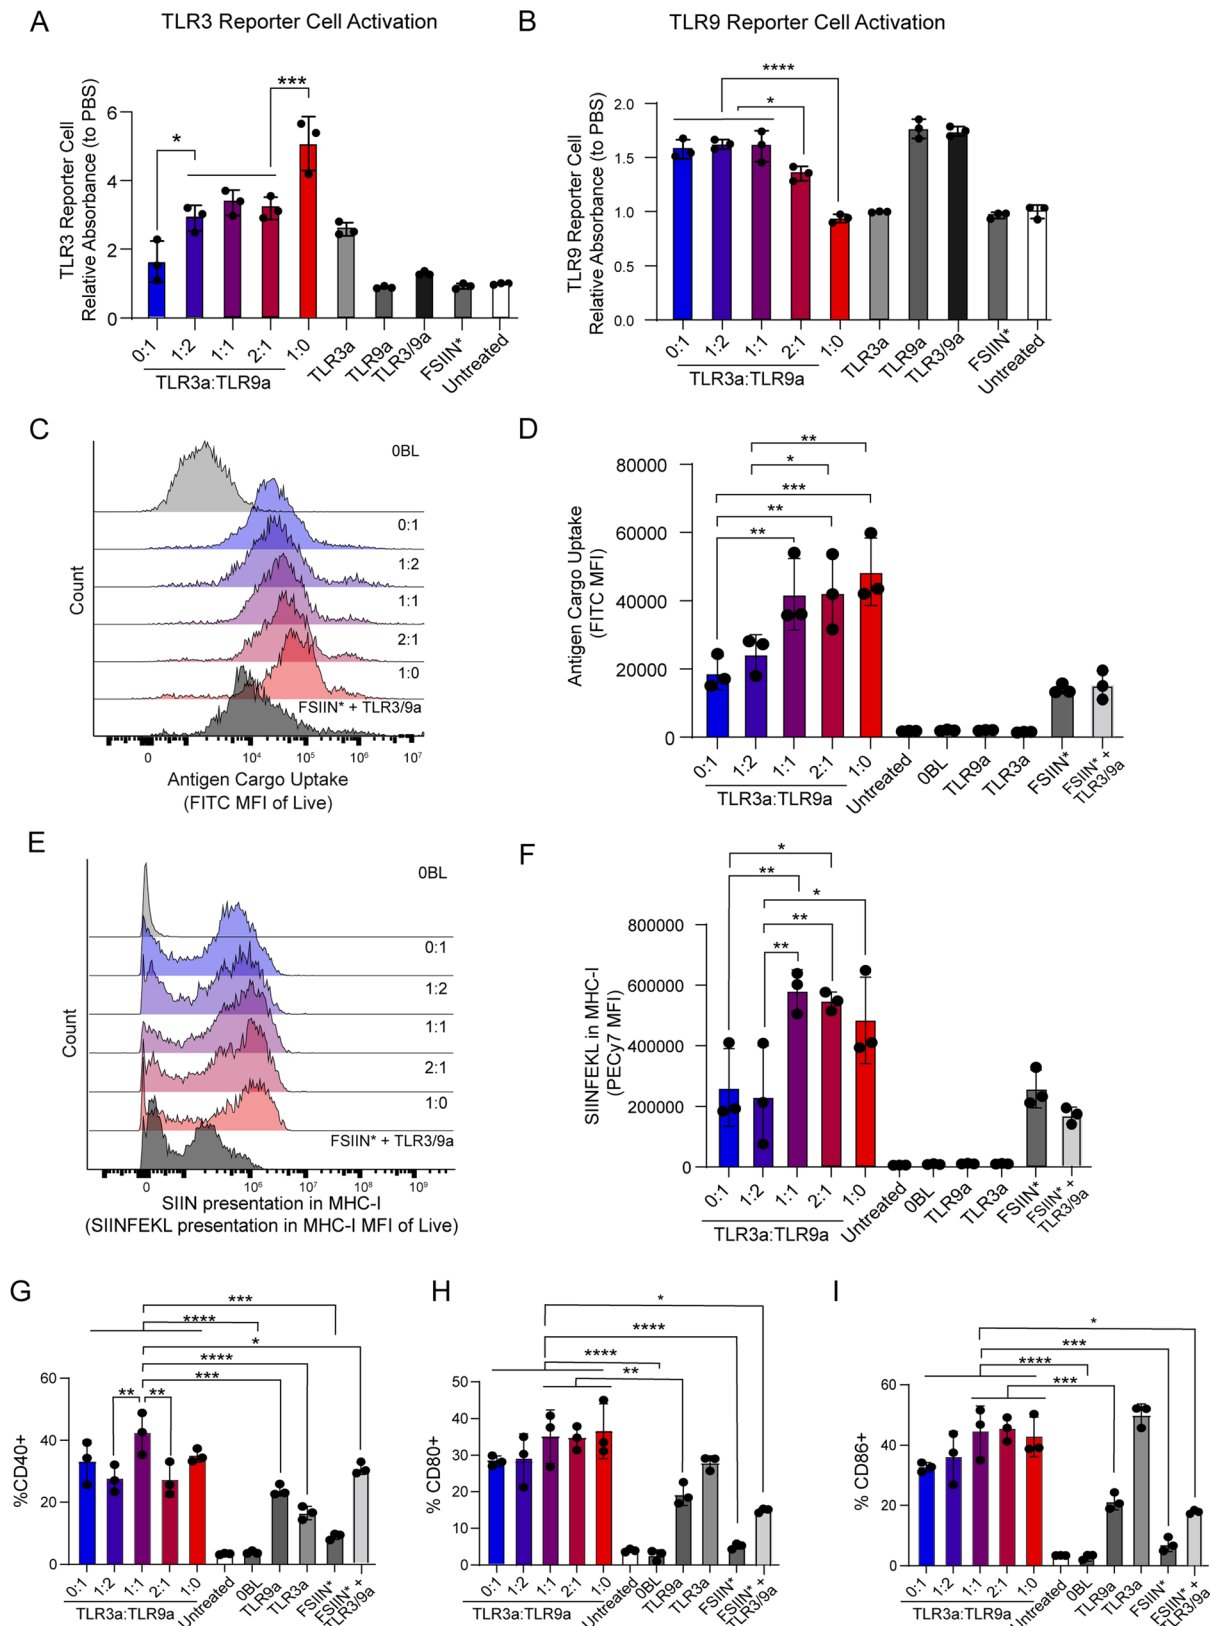 A
TLR3 Reporter Cell Activation
TLR3 Reporter Cell
Relative Absorbance (to PBS)
6
4
2
0
*
***
0:1
1:2
1:1
2:1
1:0
TLR3a
TLR9a
TLR3/9a
FSIIN*
Untreated
TLR3a:TLR9a
B
TLR9 Reporter Cell Activation
TLR9 Reporter Cell
Relative Absorbance (to PBS)
2.0
1.5
1.0
0.5
0.0
****
*
0:1
1:2
1:1
2:1
1:0
TLR3a
TLR9a
TLR3/9a
FSIIN*
Untreated
TLR3a:TLR9a
C
Count
0BL
0:1
1:2
1:1
2:1
1:0
FSIIN* + TLR3/9a
0
10⁴
10⁵
10⁶
10⁷
Antigen Cargo Uptake
(FITC MFI of Live)
D
Antigen Cargo Uptake
(FITC MFI)
80000
60000
40000
20000
0
**
*
***
**
**
0:1
1:2
1:1
2:1
1:0
Untreated
0BL
TLR9a
TLR3a
FSIIN*
FSIIN* +
TLR3/9a
TLR3a:TLR9a
E
Count
0BL
0:1
1:2
1:1
2:1
1:0
FSIIN* + TLR3/9a
0
10⁶
10⁷
10⁸
10⁹
SIIN presentation in MHC-I
(SIINFEKL presentation in MHC-I MFI of Live)
F
SIINFEKL in MHC-I
(PECy7 MFI)
800000
600000
400000
200000
0
*
**
*
**
**
0:1
1:2
1:1
2:1
1:0
Untreated
0BL
TLR9a
TLR3a
FSIIN*
FSIIN* +
TLR3/9a
TLR3a:TLR9a
G
%CD40+
60
40
20
0
***
****
*
****
***
**
**
0:1
1:2
1:1
2:1
1:0
Untreated
0BL
TLR9a
TLR3a
FSIIN*
FSIIN* +
TLR3/9a
TLR3a:TLR9a
H
% CD80+
50
40
30
20
10
0
*
****
****
**
0:1
1:2
1:1
2:1
1:0
Untreated
0BL
TLR9a
TLR3a
FSIIN*
FSIIN* +
TLR3/9a
TLR3a:TLR9a
I
% CD86+
60
40
20
0
*
***
****
***
0:1
1:2
1:1
2:1
1:0
Untreated
0BL
TLR9a
TLR3a
FSIIN*
FSIIN* +
TLR3/9a
TLR3a:TLR9a